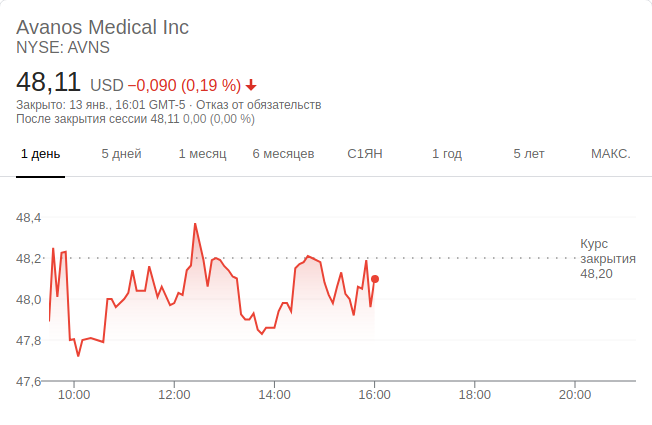 Avanos Medical Inc
NYSE: AVNS
48,11 USD −0,090 (0,19 %)
Закрыто: 13 янв., 16:01 GMT-5 · Отказ от обязательств
После закрытия сессии 48,11 0,00 (0,00 %)
1 день 5 дней 1 месяц 6 месяцев С1ЯН 1 год 5 лет МАКС.
48,4
48,2
48,0
47,8
47,6
Курс
закрытия
48,20
10:00 12:00 14:00 16:00 18:00 20:00